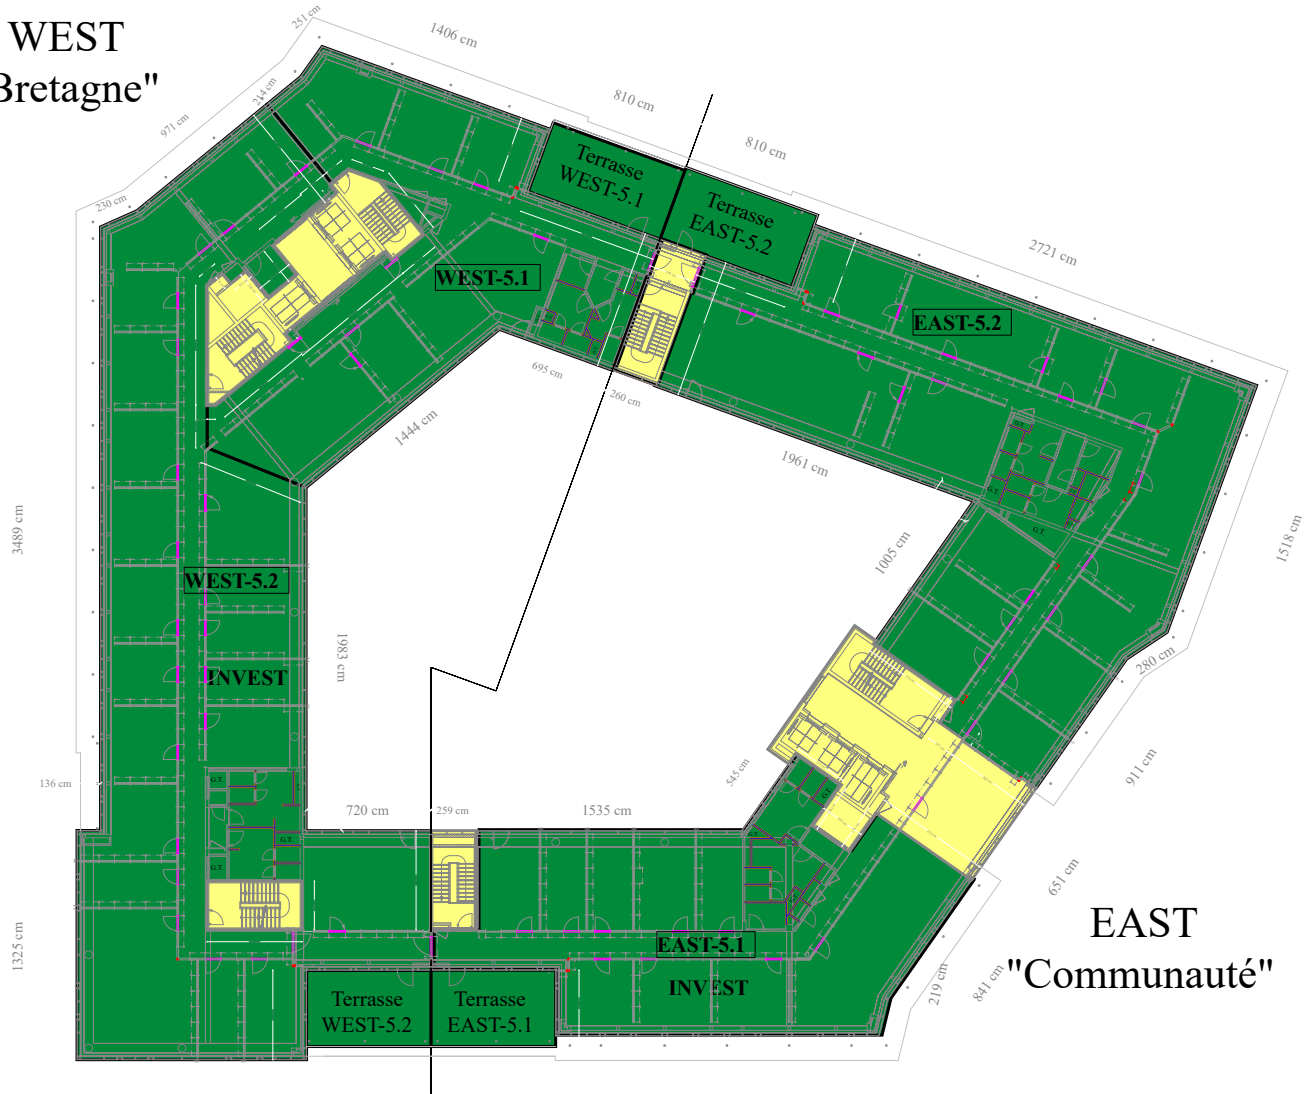 WEST
Bretagne"
251 cm
1406 cm
214 cm
971 cm
230 cm
810 cm
810 cm
Terrasse
WEST-5.1
Terrasse
EAST-5.2
2721 cm
WEST-5.1
EAST-5.2
695 cm
260 cm
1444 cm
1961 cm
G.T.
G.T.
3489 cm
1005 cm
1518 cm
WEST-5.2
1983 cm
INVEST
280 cm
136 cm
G.T.
545 cm
911 cm
G.T.
720 cm
259 cm
1535 cm
G.T.
G.T.
651 cm
1325 cm
EAST
"Communauté"
EAST-5.1
INVEST
219 cm
841 cm
Terrasse
WEST-5.2
Terrasse
EAST-5.1